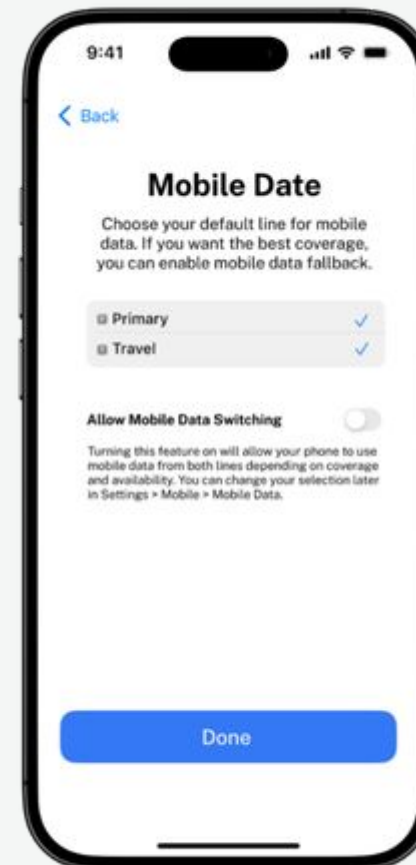 9:41
Back
Mobile Date
Choose your default line for mobile
data. If you want the best coverage,
you can enable mobile data fallback.
Primary
Travel
Allow Mobile Data Switching
Turning this feature on will allow your phone to use
mobile data from both lines depending on coverage
and availability. You can change your selection later
in Settings > Mobile > Mobile Data.
Done